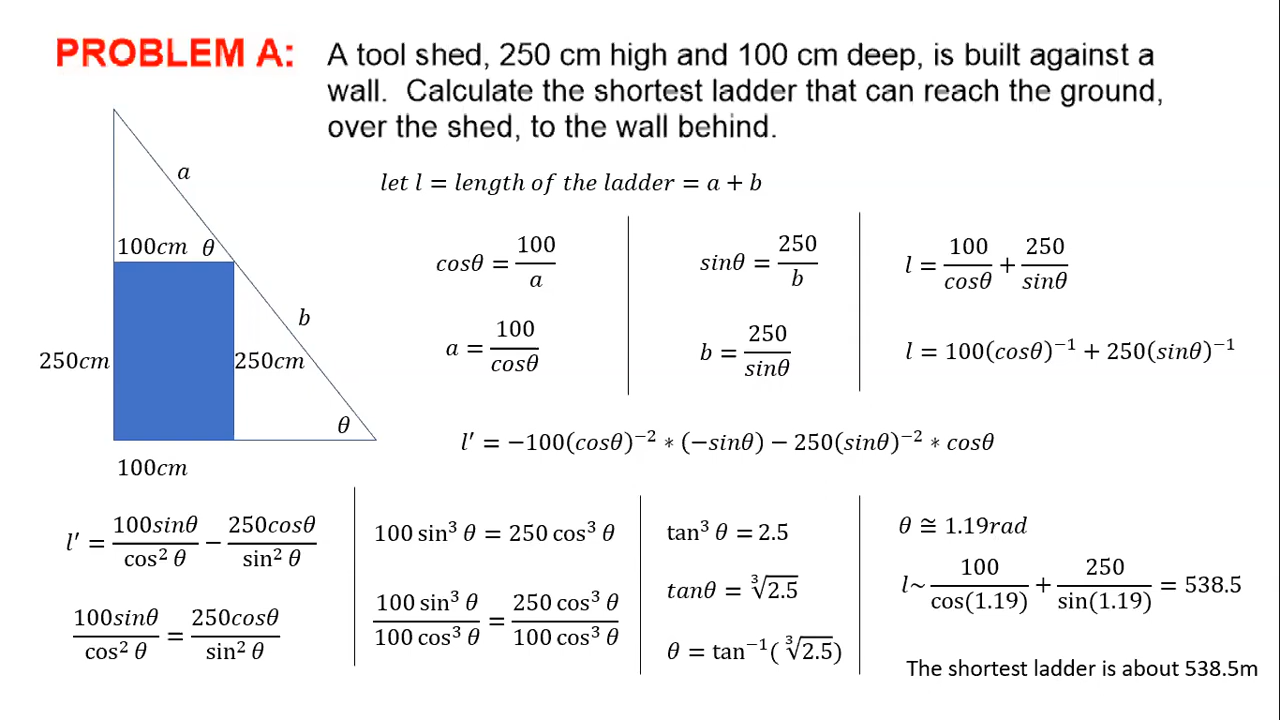 PROBLEM A: A tool shed, 250 cm high and 100 cm deep, is built against a
wall. Calculate the shortest ladder that can reach the ground,
over the shed, to the wall behind.
a
100cm θ
b
250cm
250cm
θ
100cm
let l = length of the ladder = a + b
cosθ = 100/a
a = 100/cosθ
sinθ = 250/b
b = 250/sinθ
l = 100/cosθ + 250/sinθ
l = 100(cosθ)⁻¹ + 250(sinθ)⁻¹
l′ = −100(cosθ)⁻² ∗ (−sinθ) − 250(sinθ)⁻² ∗ cosθ
l′ = 100sinθ/cos² θ − 250cosθ/sin² θ
100sinθ/cos² θ = 250cosθ/sin² θ
100 sin³ θ = 250 cos³ θ
100 sin³ θ/100 cos³ θ = 250 cos³ θ/100 cos³ θ
tan³ θ = 2.5
tanθ = ∛2.5
θ = tan⁻¹( ∛2.5)
θ ≅ 1.19rad
l~ 100/cos(1.19) + 250/sin(1.19) = 538.5
The shortest ladder is about 538.5m